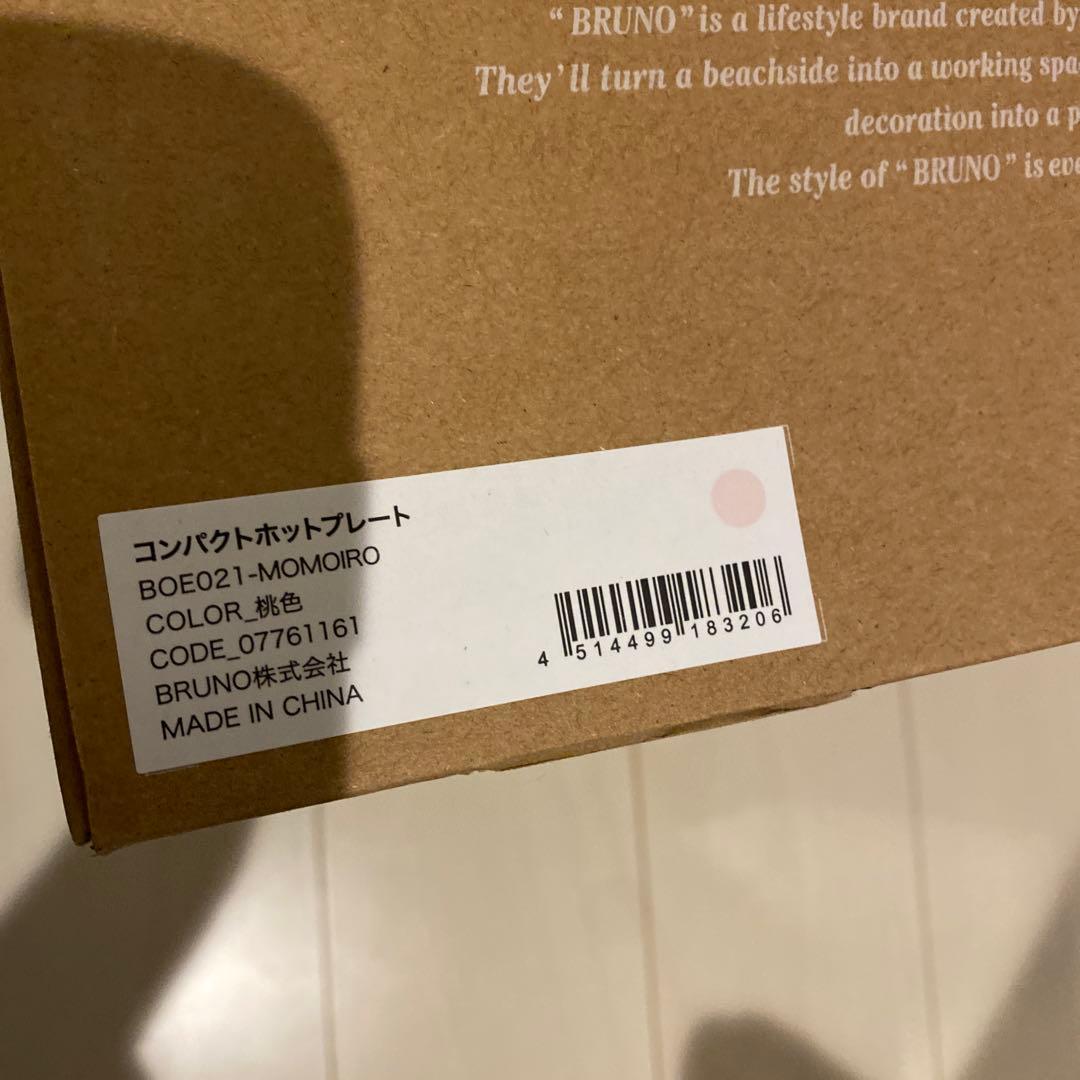 “BRUNO” is a lifestyle brand created by
They’ll turn a beachside into a working
decoration into a
The style of “BRUNO” is
コンパクトホットプレート
BOE021-MOMOIRO
COLOR_桃色
CODE_07761161
BRUNO株式会社
MADE IN CHINA
4 514499 183206